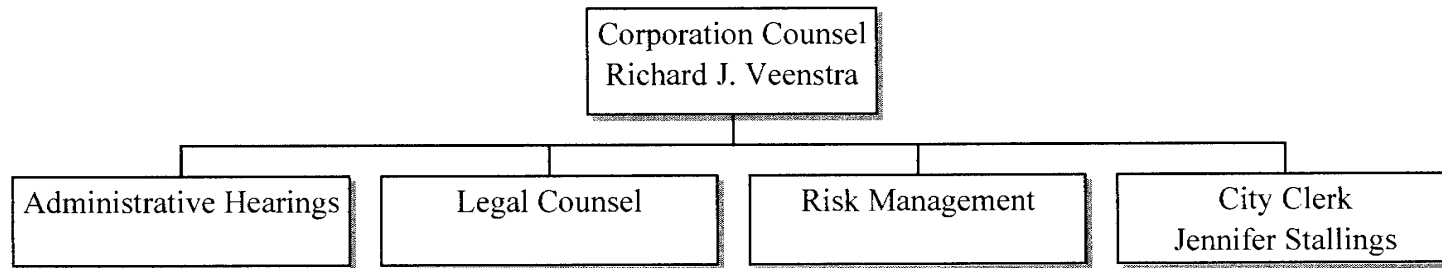 Corporation Counsel
Richard J. Veenstra
Administrative Hearings
Legal Counsel
Risk Management
City Clerk
Jennifer Stallings